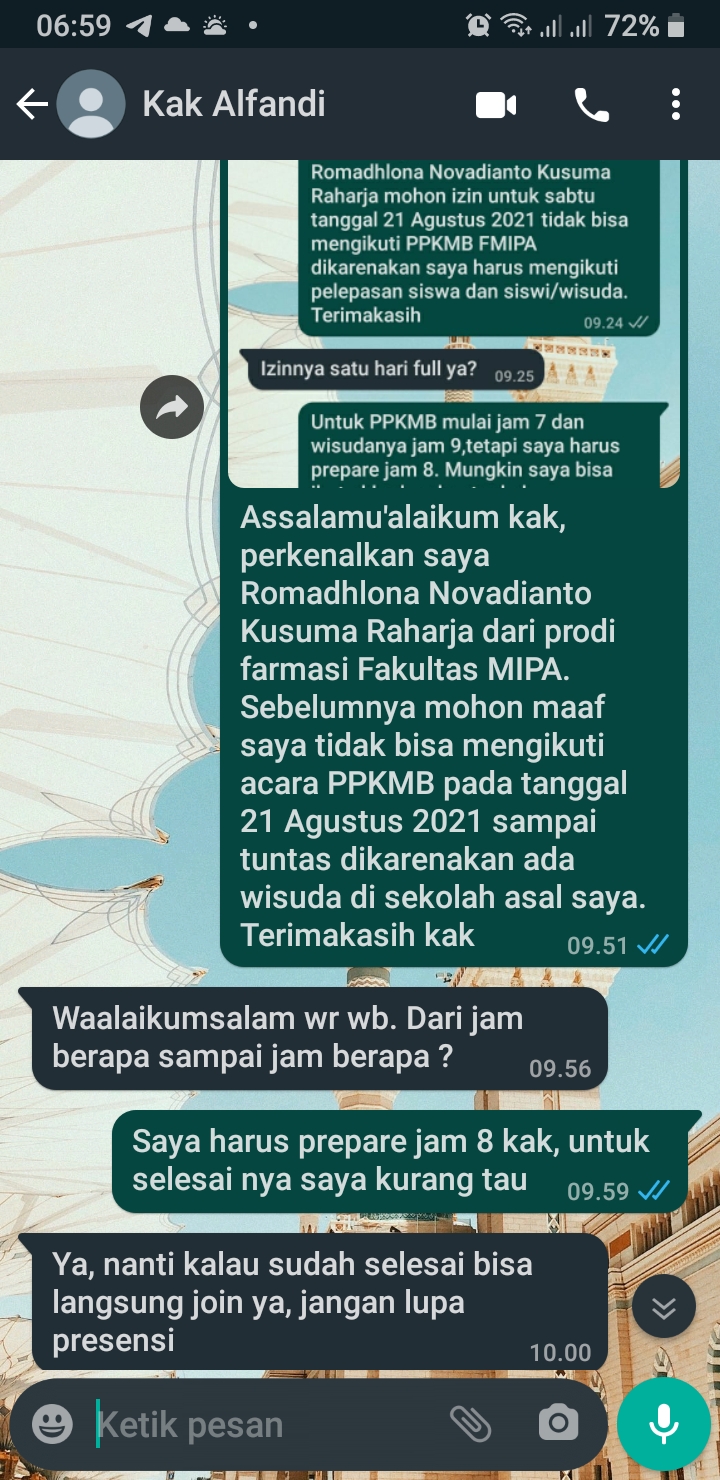 06:59
72%
Kak Alfandi
Romadhlona Novadianto Kusuma
Raharja mohon izin untuk sabtu
tanggal 21 Agustus 2021 tidak bisa
mengikuti PPKMB FMIPA
dikarenakan saya harus mengikuti
pelepasan siswa dan siswi/wisuda.
Terimakasih
09.24
Izinnya satu hari full ya?
09.25
Untuk PPKMB mulai jam 7 dan
wisudanya jam 9,tetapi saya harus
prepare jam 8. Mungkin saya bisa
Assalamu'alaikum kak,
perkenalkan saya
Romadhlona Novadianto
Kusuma Raharja dari prodi
farmasi Fakultas MIPA.
Sebelumnya mohon maaf
saya tidak bisa mengikuti
acara PPKMB pada tanggal
21 Agustus 2021 sampai
tuntas dikarenakan ada
wisuda di sekolah asal saya.
Terimakasih kak
09.51
Waalaikumsalam wr wb. Dari jam
berapa sampai jam berapa ?
09.56
Saya harus prepare jam 8 kak, untuk
selesai nya saya kurang tau
09.59
Ya, nanti kalau sudah selesai bisa
langsung join ya, jangan lupa
presensi
10.00
Ketik pesan